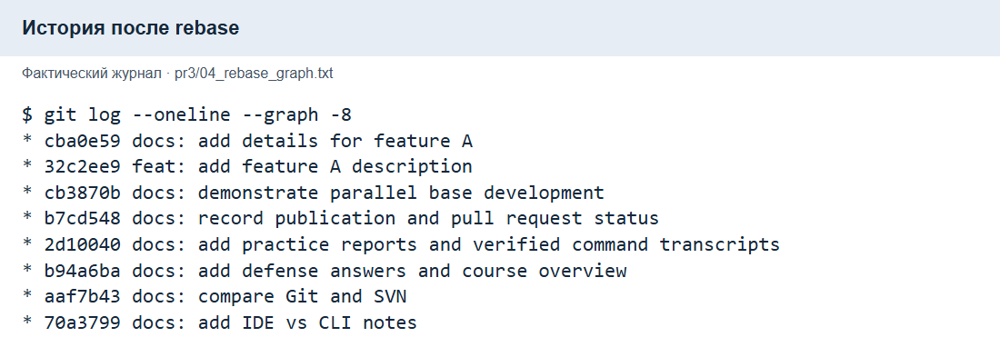 История после rebase
Фактический журнал · pr3/04_rebase_graph.txt
$ git log --oneline --graph -8
* cba0e59 docs: add details for feature A
* 32c2ee9 feat: add feature A description
* cb3870b docs: demonstrate parallel base development
* b7cd548 docs: record publication and pull request status
* 2d10040 docs: add practice reports and verified command transcripts
* b94a6ba docs: add defense answers and course overview
* aaf7b43 docs: compare Git and SVN
* 70a3799 docs: add IDE vs CLI notes